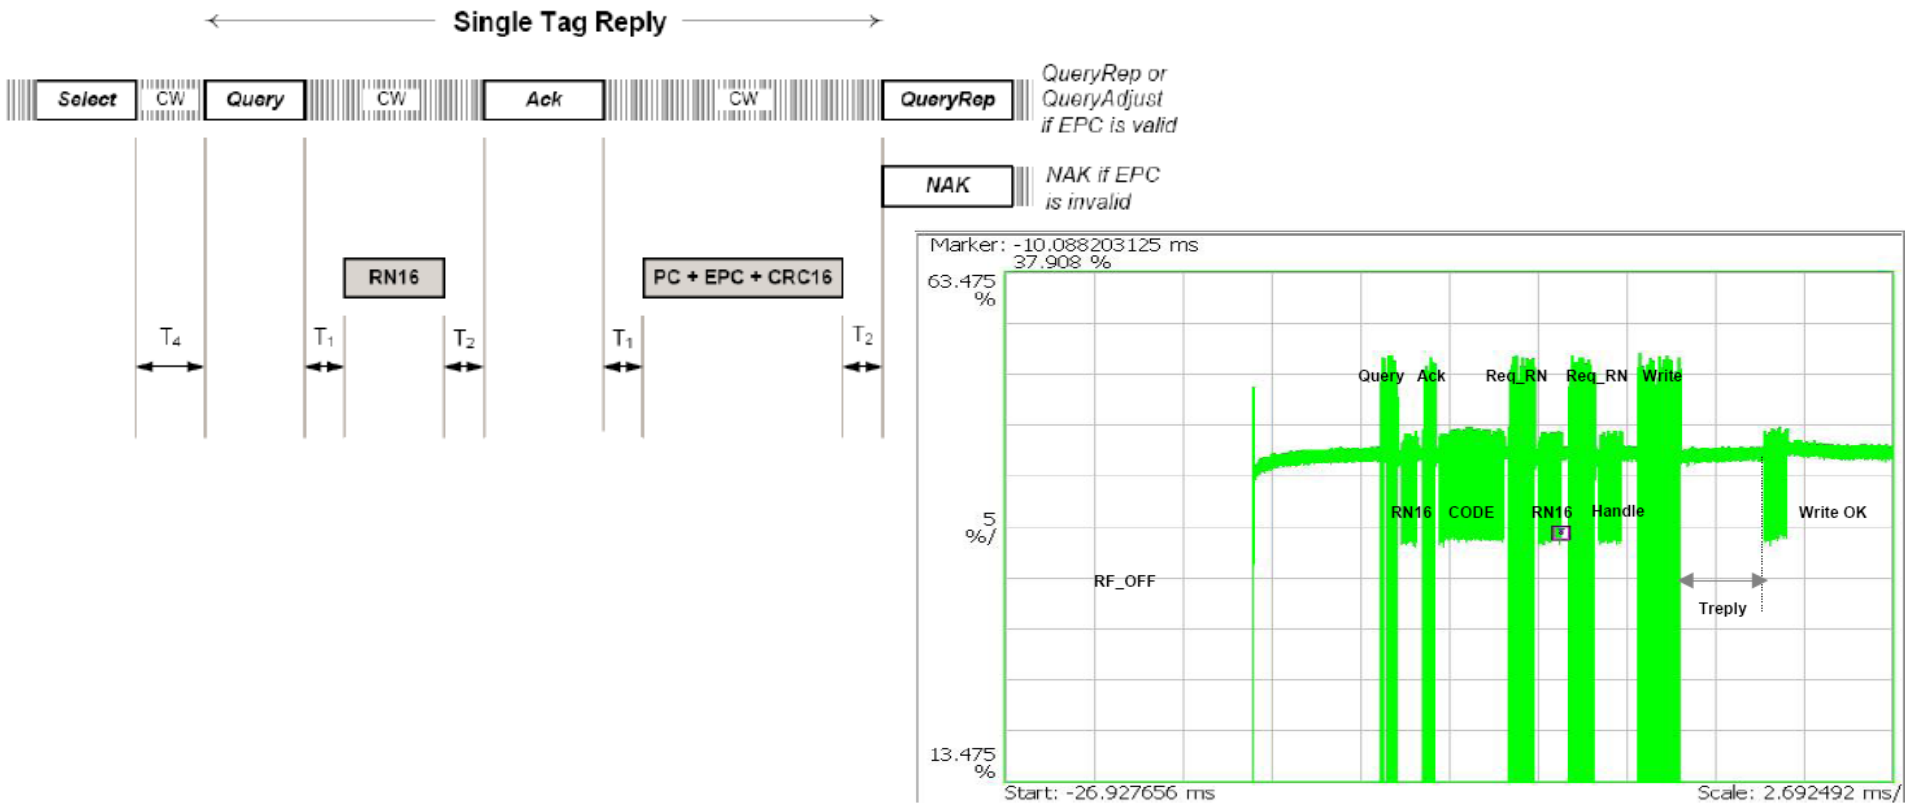 Single Tag Reply
Select CW Query CW Ack CW QueryRep
QueryRep or
QueryAdjust
if EPC is valid
NAK
NAK if EPC
is invalid
RN16 PC + EPC + CRC16
T4 T1 T2 T1 T2
Marker: -10.088203125 ms
37.908 %
63.475
%
Query Ack Req_RN Req_RN Write
5
%/
RN16 CODE RN16 Handle Write OK
RF_OFF
Treply
13.475
%
Start: -26.927656 ms Scale: 2.692492 ms/